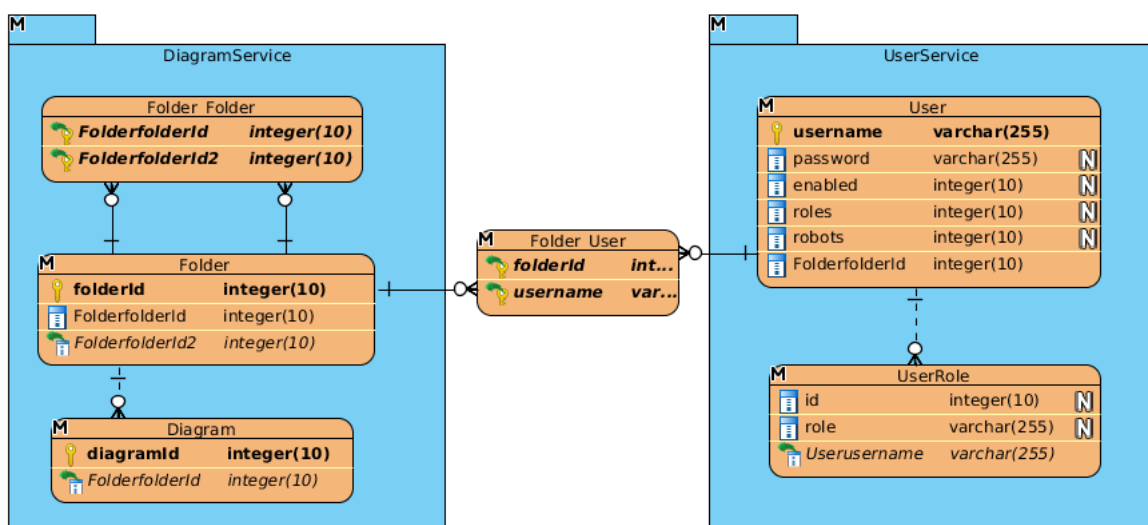 M
DiagramService
Folder_Folder
FolderfolderId integer(10)
FolderfolderId2 integer(10)
M
Folder
folderId integer(10)
FolderfolderId integer(10)
FolderfolderId2 integer(10)
M
Diagram
diagramId integer(10)
FolderfolderId integer(10)
M
Folder_User
folderId int...
username var...
M
UserService
M
User
username varchar(255)
password varchar(255) N
enabled integer(10) N
roles integer(10) N
robots integer(10) N
FolderfolderId integer(10)
M
UserRole
id integer(10) N
role varchar(255) N
Userusername varchar(255)